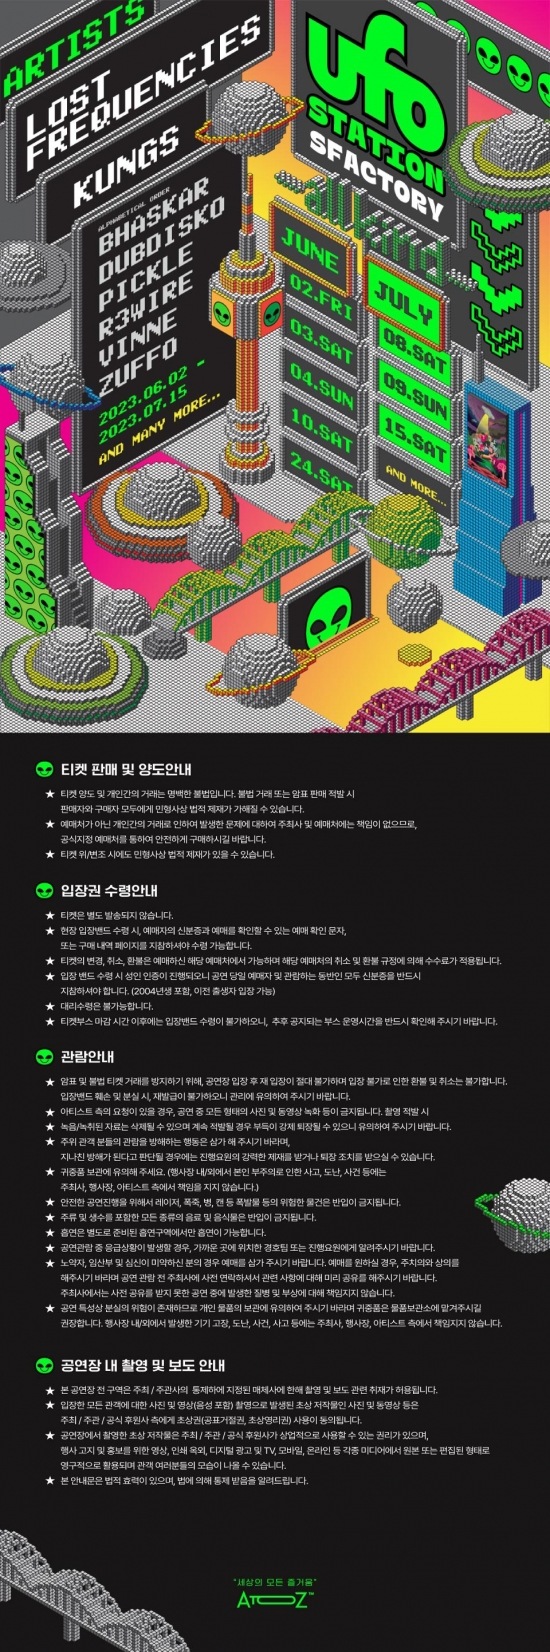 ARTISTS
LOST
FREQUENCIES
KUNGS
ALPHABETICAL ORDER
BHASKAR
DUBDISKO
PICKLE
R3WIRE
VINNE
ZUFFO
2023.06.02 -
2023.07.15
AND MANY MORE...
ufo
STATION
SFACTORY
JUNE
02.FRI
03.SAT
04.SUN
10.SAT
24.SAT
JULY
08.SAT
09.SUN
15.SAT
AND MORE...
티켓 판매 및 양도안내
★ 티켓 양도 및 개인간의 거래는 명백한 불법입니다. 불법 거래 또는 암표 판매 적발 시
판매자와 구매자 모두에게 민형사상 법적 제재가 가해질 수 있습니다.
★ 예매처가 아닌 개인간의 거래로 인하여 발생한 문제에 대하여 주최사 및 예매처에는 책임이 없으므로,
공식지정 예매처를 통하여 안전하게 구매하시길 바랍니다.
★ 티켓 위/변조 시에도 민형사상 법적 제재가 있을 수 있습니다.
입장권 수령안내
★ 티켓은 별도 발송되지 않습니다.
★ 현장 입장밴드 수령 시, 예매자의 신분증과 예매를 확인할 수 있는 예매 확인 문자,
또는 구매 내역 페이지를 지참하셔야 수령 가능합니다.
★ 티켓의 변경, 취소, 환불은 예매하신 해당 예매처에서 가능하며 해당 예매처의 취소 및 환불 규정에 의해 수수료가 적용됩니다.
★ 입장 밴드 수령 시 성인 인증이 진행되오니 공연 당일 예매자 및 관람하는 동반인 모두 신분증을 반드시
지참하셔야 합니다. (2004년생 포함, 이전 출생자 입장 가능)
★ 대리수령은 불가능합니다.
★ 티켓부스 마감 시간 이후에는 입장밴드 수령이 불가하오니, 추후 공지되는 부스 운영시간을 반드시 확인해 주시기 바랍니다.
관람안내
★ 암표 및 불법 티켓 거래를 방지하기 위해, 공연장 입장 후 재 입장이 절대 불가하며 입장 불가로 인한 환불 및 취소는 불가합니다.
입장밴드 훼손 및 분실 시, 재발급이 불가하오니 관리에 유의하여 주시기 바랍니다.
★ 아티스트 측의 요청이 있을 경우, 공연 중 모든 형태의 사진 및 동영상 녹화 등이 금지됩니다. 촬영 적발 시
★ 녹음/녹취된 자료는 삭제될 수 있으며 계속 적발될 경우 부득이 강제 퇴장될 수 있으니 유의하여 주시기 바랍니다.
★ 주위 관객 분들의 관람을 방해하는 행동은 삼가 해 주시기 바라며,
지나친 방해가 된다고 판단될 경우에는 진행요원의 강력한 제재를 받거나 퇴장 조치를 받으실 수 있습니다.
★ 귀중품 보관에 유의해 주세요. (행사장 내/외에서 본인 부주의로 인한 사고, 도난, 사건 등에는
주최사, 행사장, 아티스트 측에서 책임을 지지 않습니다.)
★ 안전한 공연진행을 위해서 레이저, 폭죽, 병, 캔 등 폭발물 등의 위험한 물건은 반입이 금지됩니다.
★ 주류 및 생수를 포함한 모든 종류의 음료 및 음식물은 반입이 금지됩니다.
★ 흡연은 별도로 준비된 흡연구역에서만 흡연이 가능합니다.
★ 공연관람 중 응급상황이 발생할 경우, 가까운 곳에 위치한 경호팀 또는 진행요원에게 알려주시기 바랍니다.
★ 노약자, 임산부 및 심신이 미약하신 분의 경우 예매를 삼가 주시기 바랍니다. 예매를 원하실 경우, 주치의와 상의를
해주시기 바라며 공연 관람 전 주최사에 사전 연락하셔서 관련 사항에 대해 미리 공유를 해주시기 바랍니다.
주최사에서는 사전 공유를 받지 못한 공연 중에 발생한 질병 및 부상에 대해 책임지지 않습니다.
★ 공연 특성상 분실의 위험이 존재하므로 개인 물품의 보관에 유의하여 주시기 바라며 귀중품은 물품보관소에 맡겨주시길
권장합니다. 행사장 내/외에서 발생한 기기 고장, 도난, 사건, 사고 등에는 주최사, 행사장, 아티스트 측에서 책임지지 않습니다.
공연장 내 촬영 및 보도 안내
★ 본 공연장 전 구역은 주최 / 주관사의 통제하에 지정된 매체사에 한해 촬영 및 보도 관련 취재가 허용됩니다.
★ 입장한 모든 관객에 대한 사진 및 영상(음성 포함) 촬영으로 발생된 초상 저작물인 사진 및 동영상 등은
주최 / 주관 / 공식 후원사 측에게 초상권(공표거절권, 초상영리권) 사용이 동의됩니다.
★ 공연장에서 촬영한 초상 저작물은 주최 / 주관 / 공식 후원사가 상업적으로 사용할 수 있는 권리가 있으며,
행사 고지 및 홍보를 위한 영상, 인쇄 옥외, 디지털 광고 및 TV, 모바일, 온라인 등 각종 미디어에서 원본 또는 편집된 형태로
영구적으로 활용되며 관객 여러분들의 모습이 나올 수 있습니다.
★ 본 안내문은 법적 효력이 있으며, 법에 의해 통제 받음을 알려드립니다.
"세상의 모든 즐거움"
ATOZ™